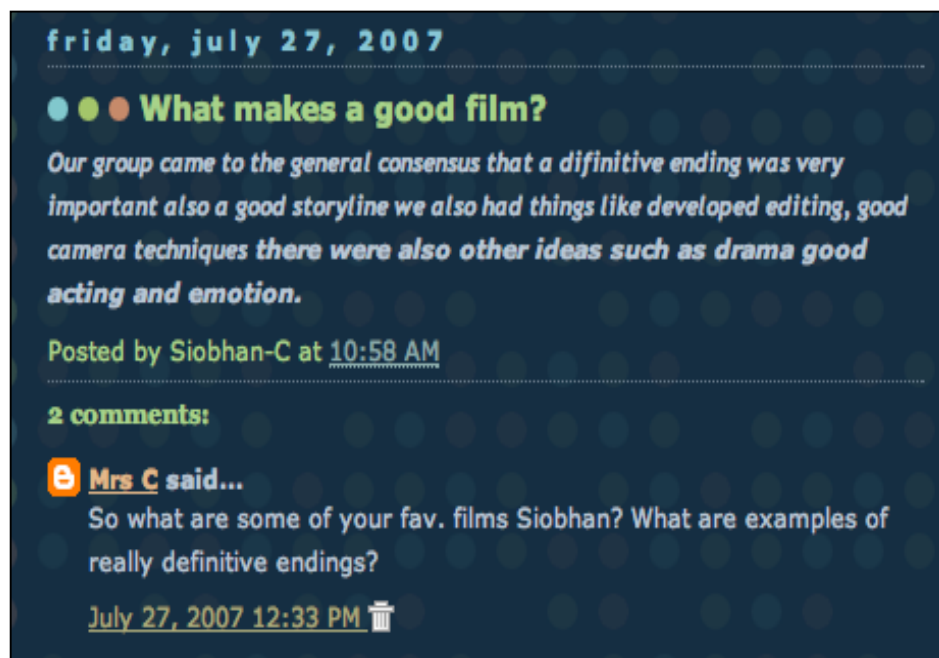 friday, july 27, 2007
What makes a good film?
Our group came to the general consensus that a difinitive ending was very
important also a good storyline we also had things like developed editing, good
camera techniques there were also other ideas such as drama good
acting and emotion.
Posted by Siobhan-C at 10:58 AM
2 comments:
Mrs C said...
So what are some of your fav. films Siobhan? What are examples of
really definitive endings?
July 27, 2007 12:33 PM